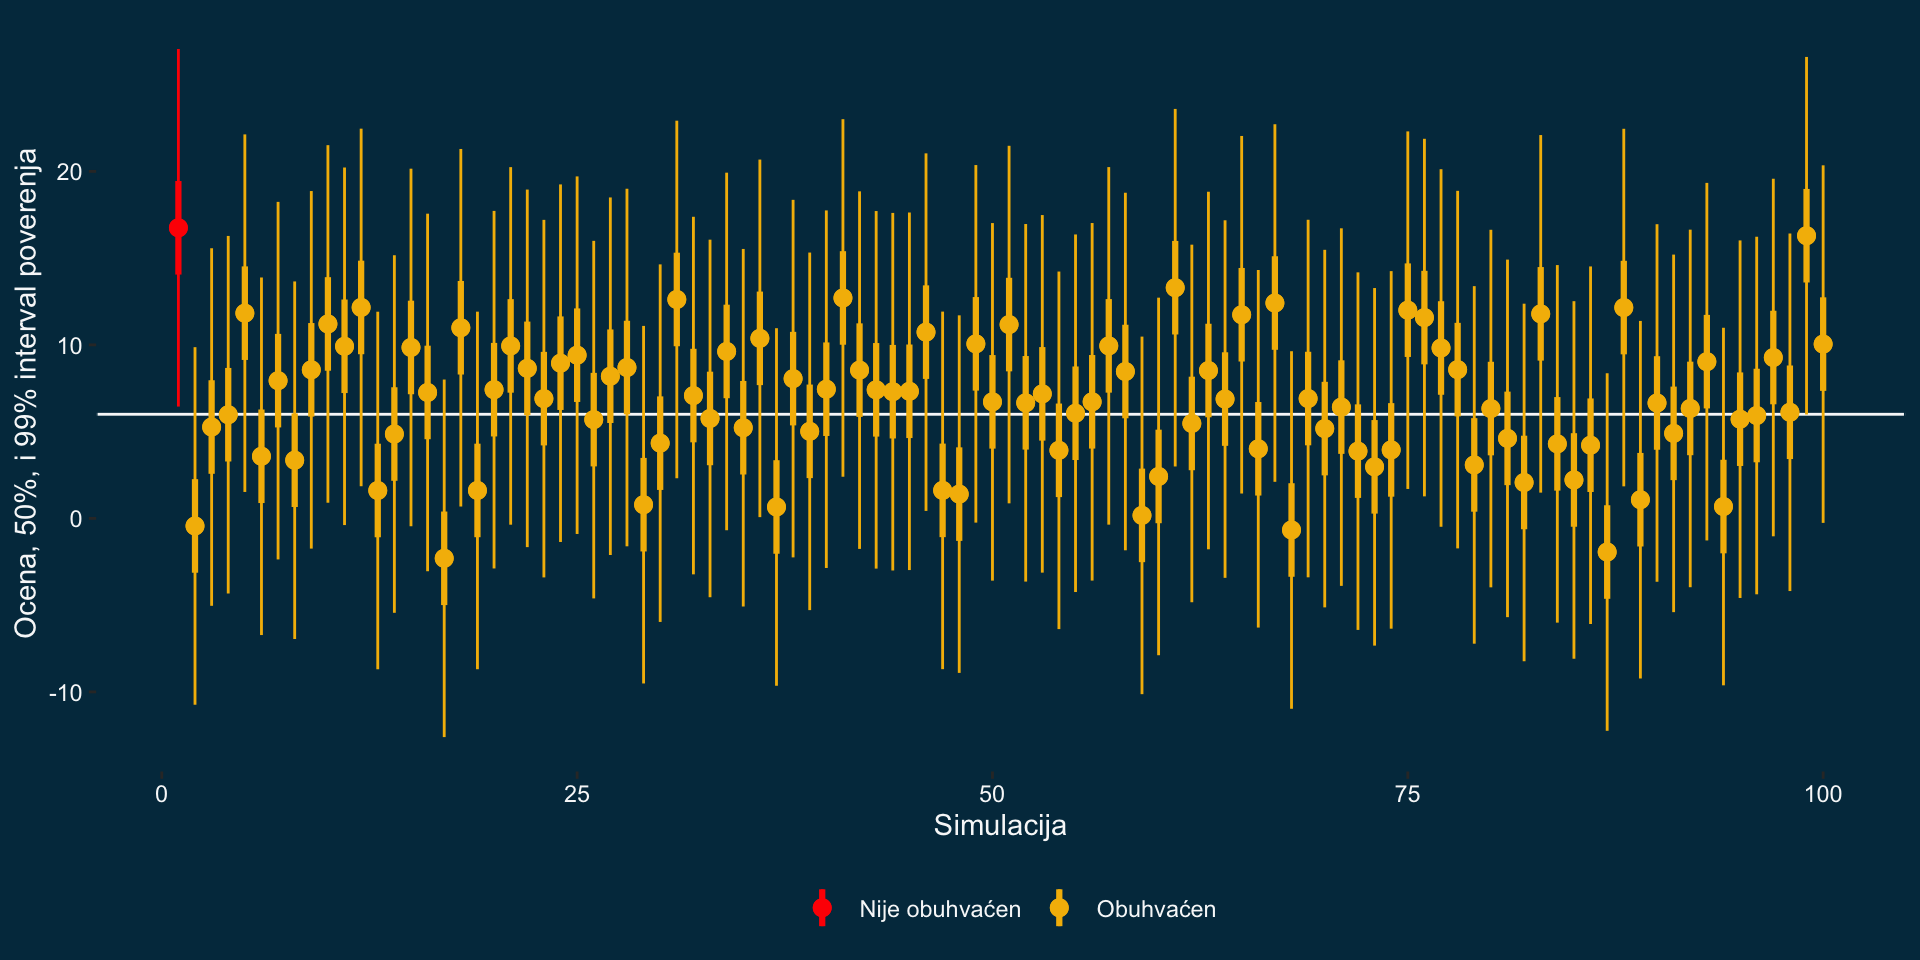 Ocena, 50%, i 99% interval poverenja
20
10
0
-10
0 25 50 75 100
Simulacija
Nije obuhvaćen Obuhvaćen